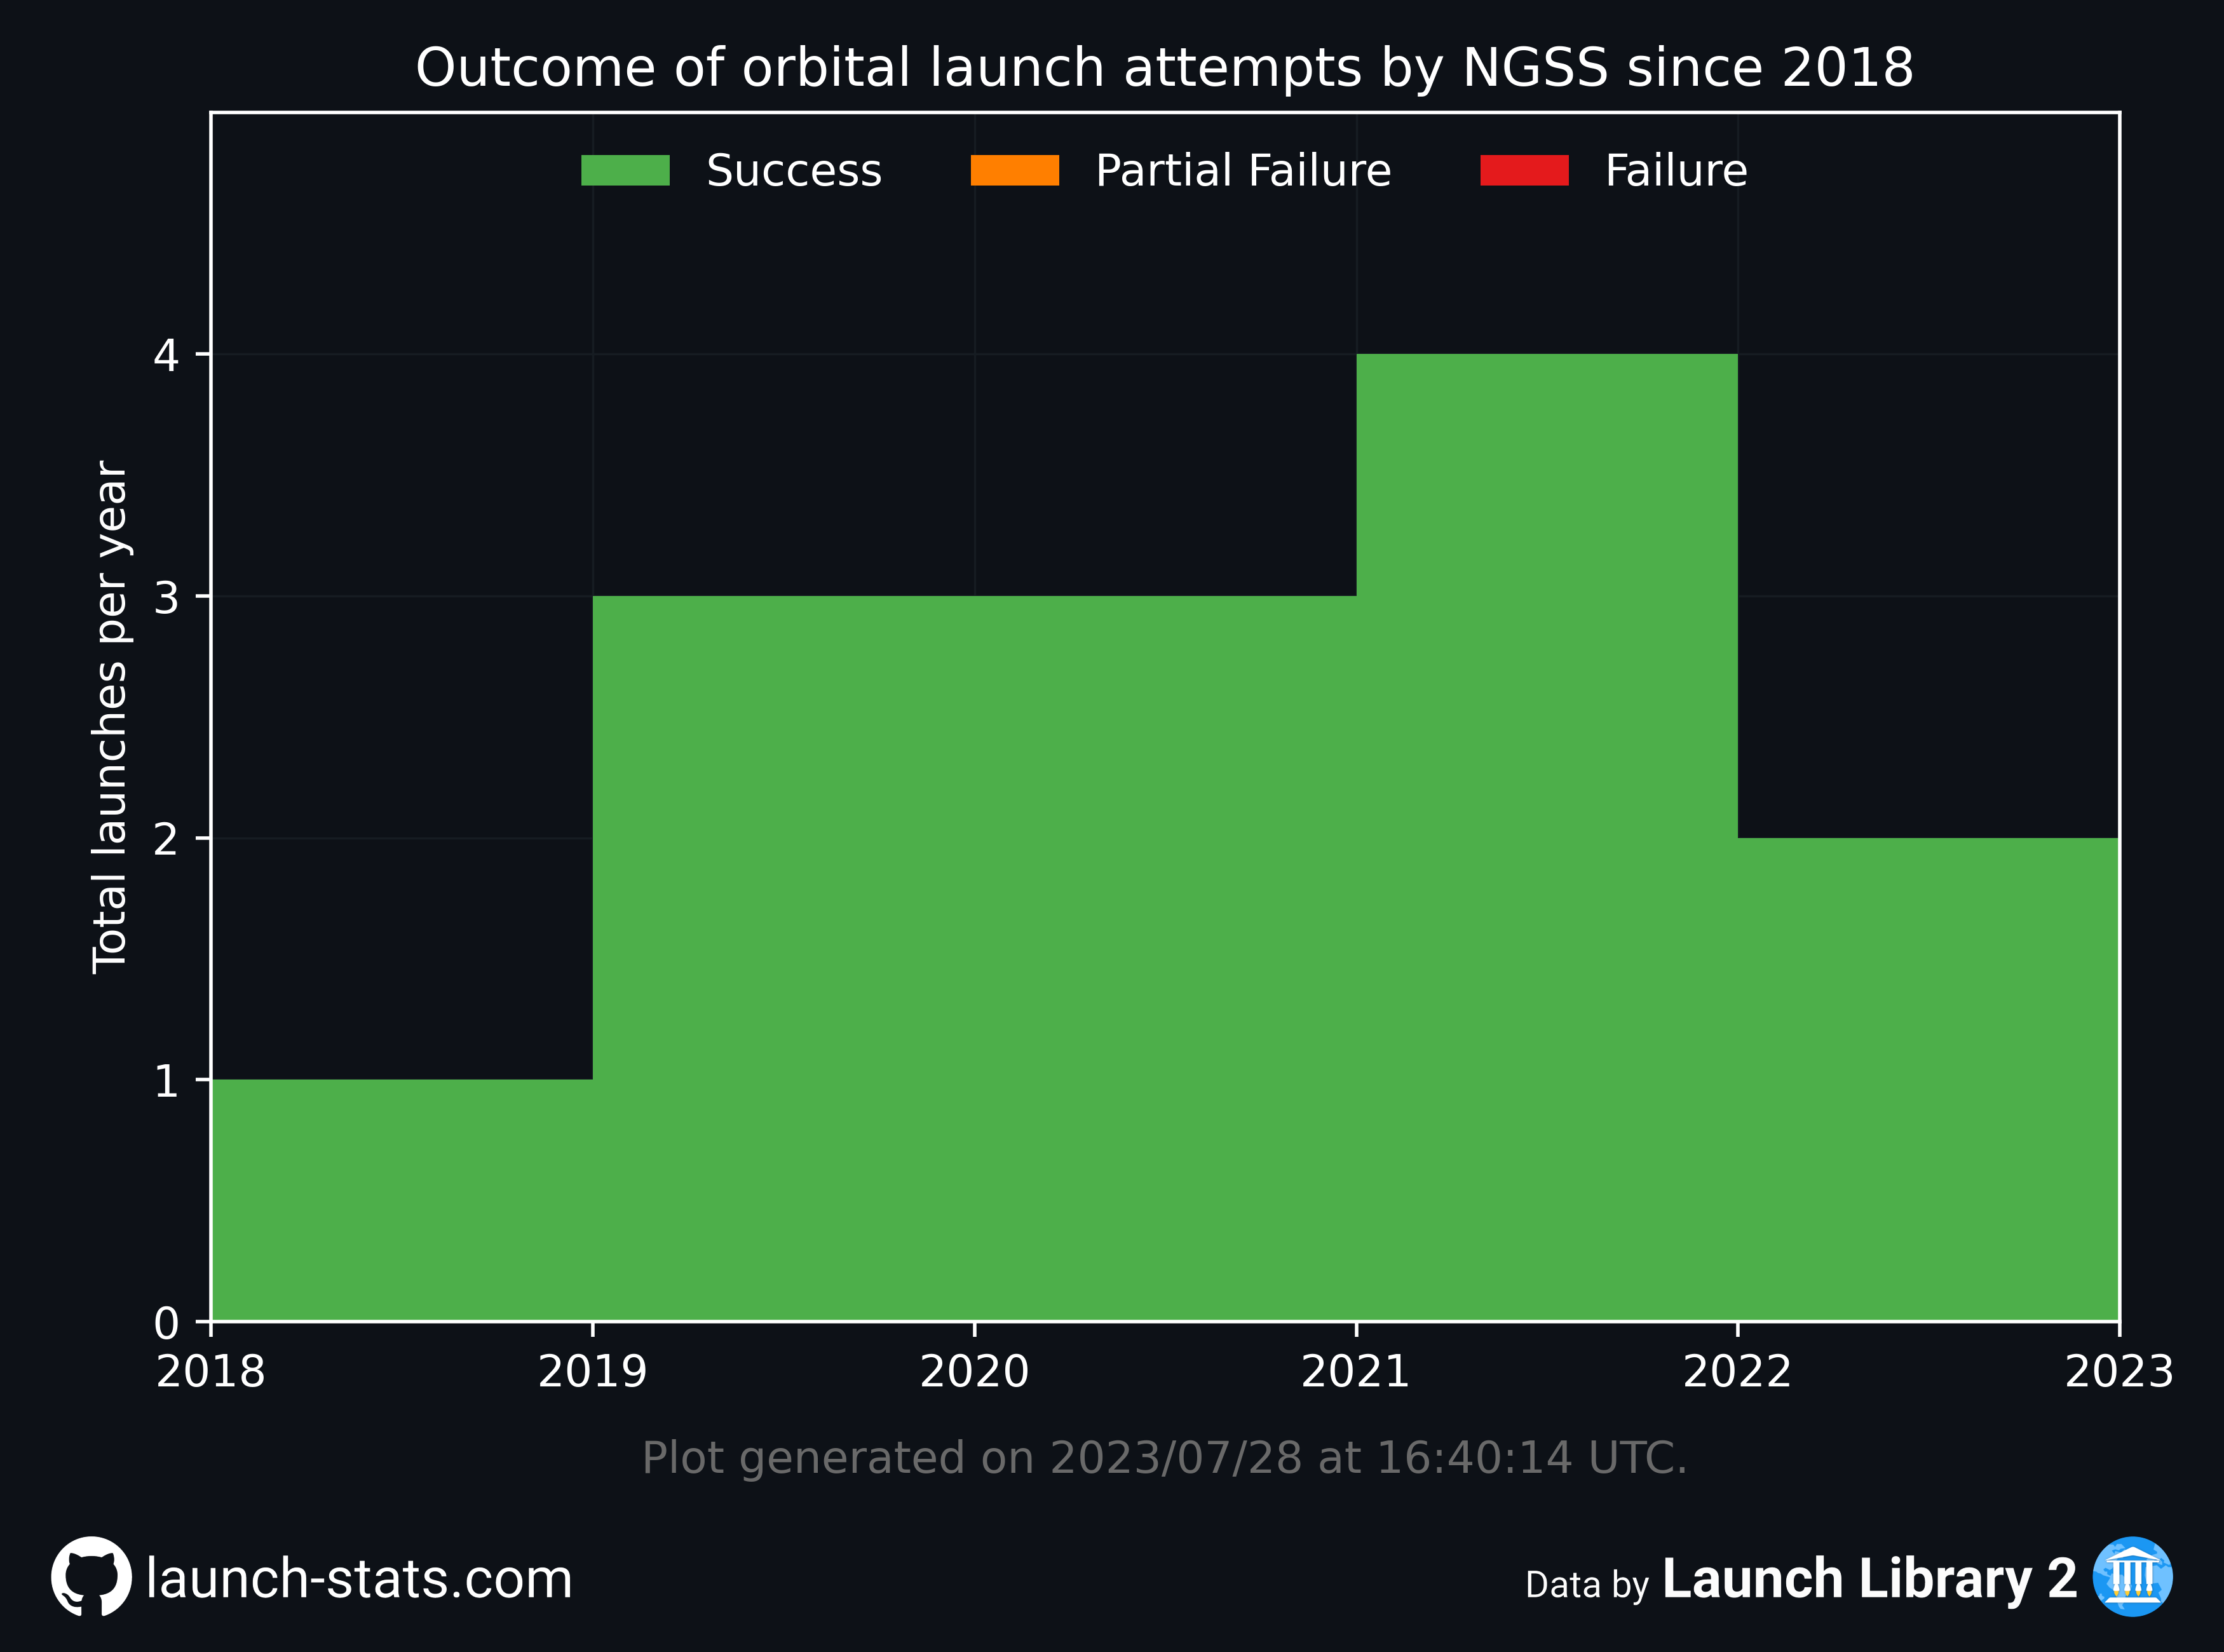 Outcome of orbital launch attempts by NGSS since 2018
Success Partial Failure Failure
Total launches per year
4
3
2
1
0
2018 2019 2020 2021 2022 2023
Plot generated on 2023/07/28 at 16:40:14 UTC.
launch-stats.com
Data by Launch Library 2